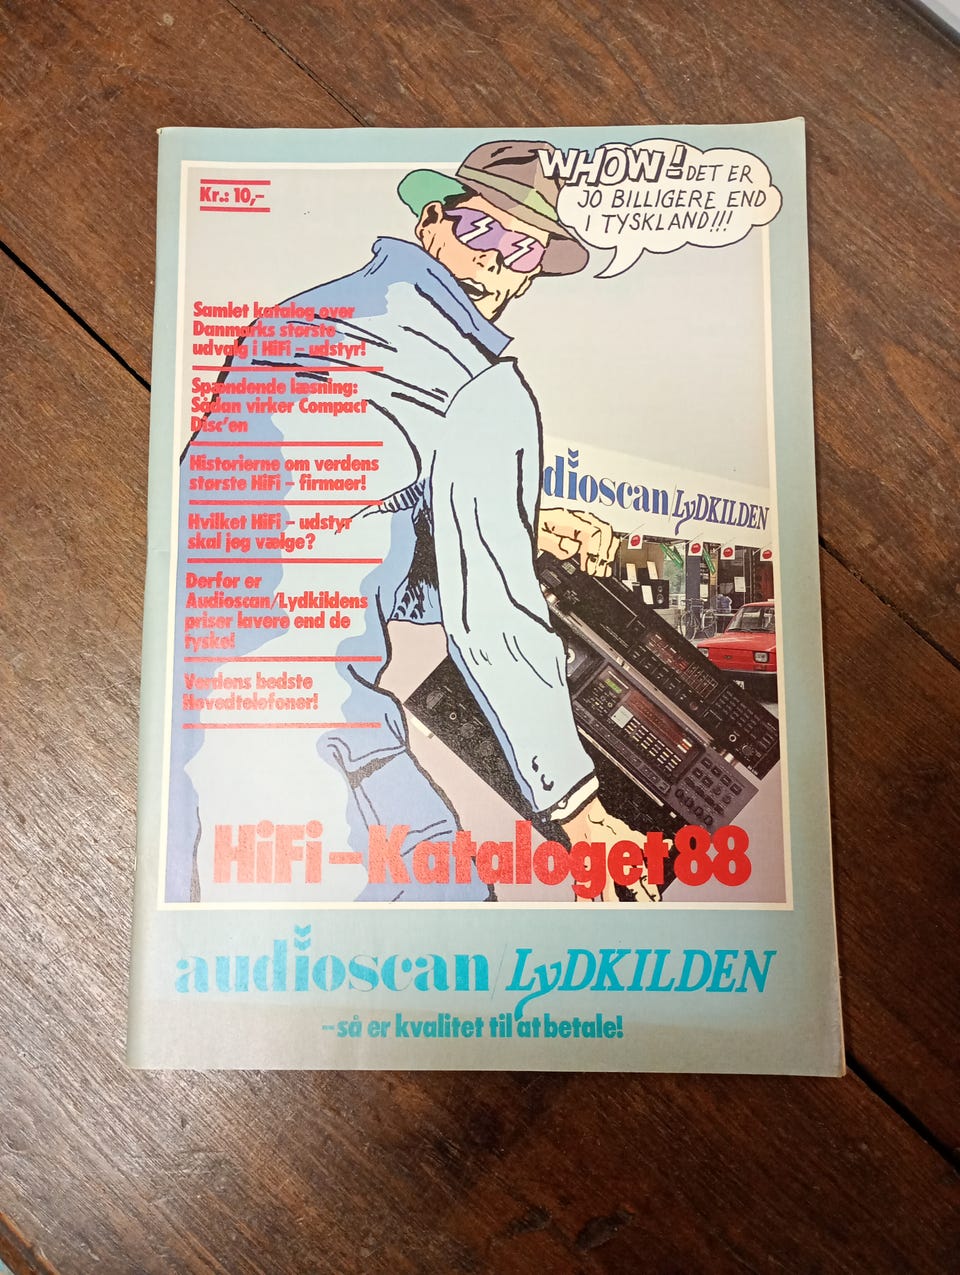 Kr.: 10,-
WHOW! DET ER
JO BILLIGERE END
I TYSKLAND!!!
Samlet katalog over
Danmarks største
udvalg i HiFi - udstyr!
Spændende læsning:
Sådan virker Compact
Disc'en
Historierne om verdens
største HiFi - firmaer!
Hvilket HiFi - udstyr
skal jeg vælge?
Derfor er
Audioscan/Lydkildens
priser lavere end de
tyske!
Verdens bedste
Hovedtelefoner!
dioscan/LyDKILDEN
HiFi-Kataloget 88
audioscan/LyDKILDEN
-så er kvalitet til at betale!